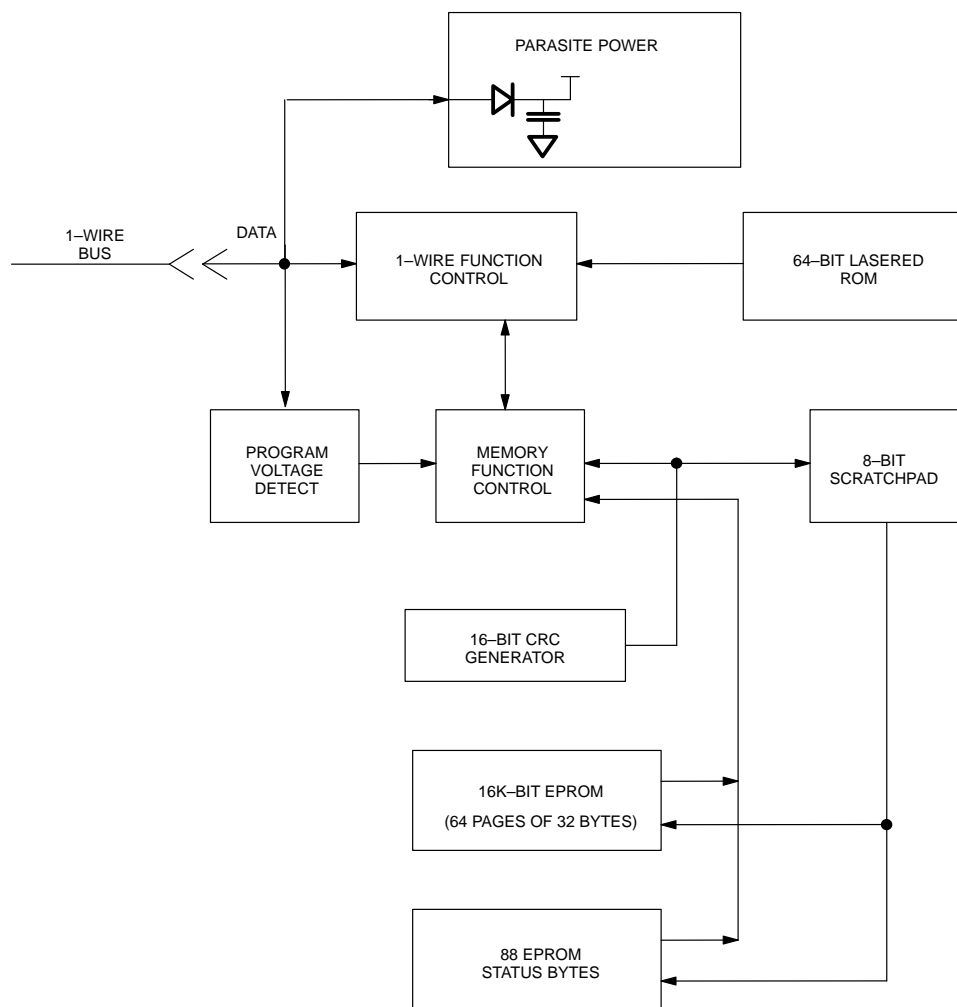 PARASITE POWER
1–WIRE
BUS
DATA
1–WIRE FUNCTION
CONTROL
64–BIT LASERED
ROM
PROGRAM
VOLTAGE
DETECT
MEMORY
FUNCTION
CONTROL
8–BIT
SCRATCHPAD
16–BIT CRC
GENERATOR
16K–BIT EPROM
(64 PAGES OF 32 BYTES)
88 EPROM
STATUS BYTES